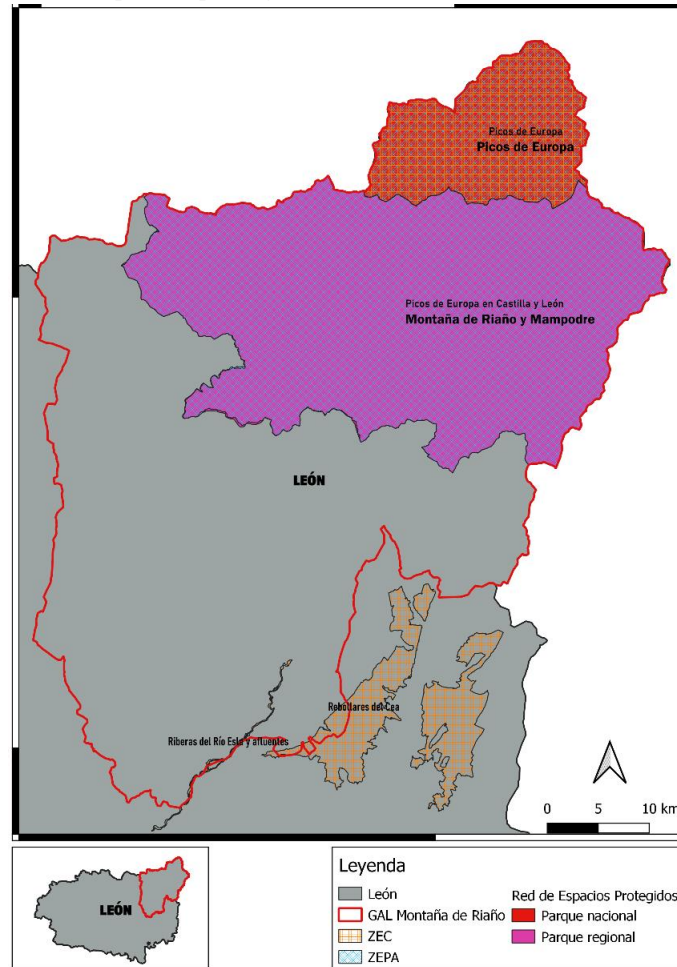 Picos de Europa
Picos de Europa
Picos de Europa en Castilla y León
Montaña de Riaño y Mampodre
LEÓN
Rebollares del Cea
Riberas del Río Esla y afluentes
0 5 10 km
LEÓN
Leyenda
León
GAL Montaña de Riaño
ZEC
ZEPA
Red de Espacios Protegidos
Parque nacional
Parque regional